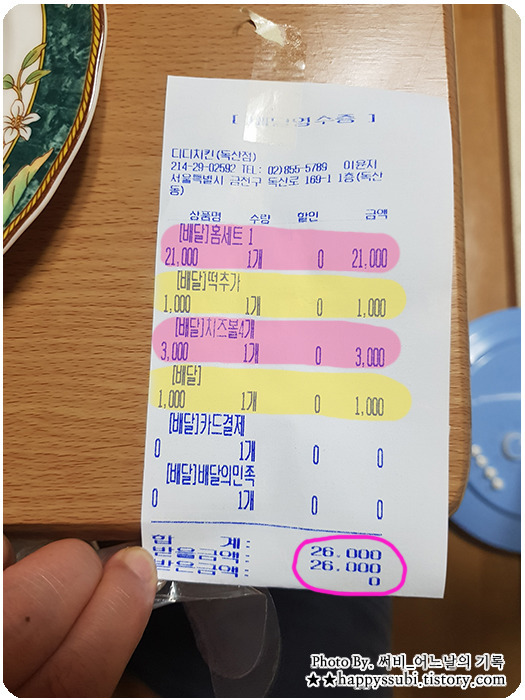 [ 배달영수증 ]
디디치킨(독산점)
214-29-02592 TEL: 02)855-5789 이윤지
서울특별시 금천구 독산로 169-1 1층(독산
동)
상품명 수량 할인 금액
[배달]홈세트 1
21,000 1개 0 21,000
[배달]떡추가
1,000 1개 0 1,000
[배달]치즈볼4개
3,000 1개 0 3,000
[배달]
1,000 1개 0 1,000
[배달]카드결제
0 1개 0 0
[배달]배달의민족
0 1개 0 0
합 계 : 26,000
받을금액: 26,000
받은금액: 0
Photo By. 써비_어느날의 기록
★★happyssubi.tistory.com